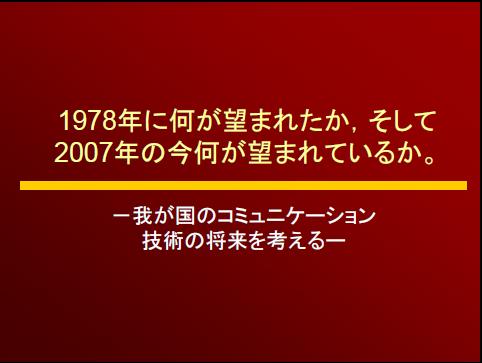 1978年に何が望まれたか，そして
2007年の今何が望まれているか。
－我が国のコミュニケーション
技術の将来を考えるー